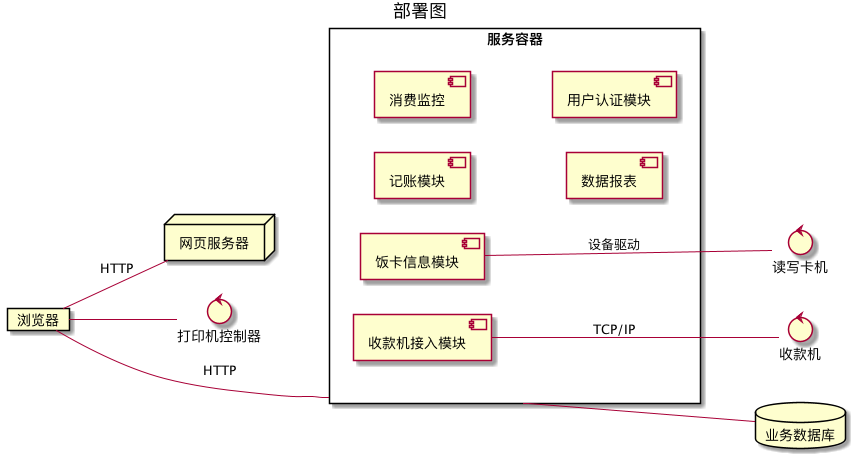 部署图
服务容器
消费监控
用户认证模块
记账模块
数据报表
网页服务器
饭卡信息模块
设备驱动
读写卡机
HTTP
浏览器
打印机控制器
收款机接入模块
TCP/IP
收款机
HTTP
业务数据库